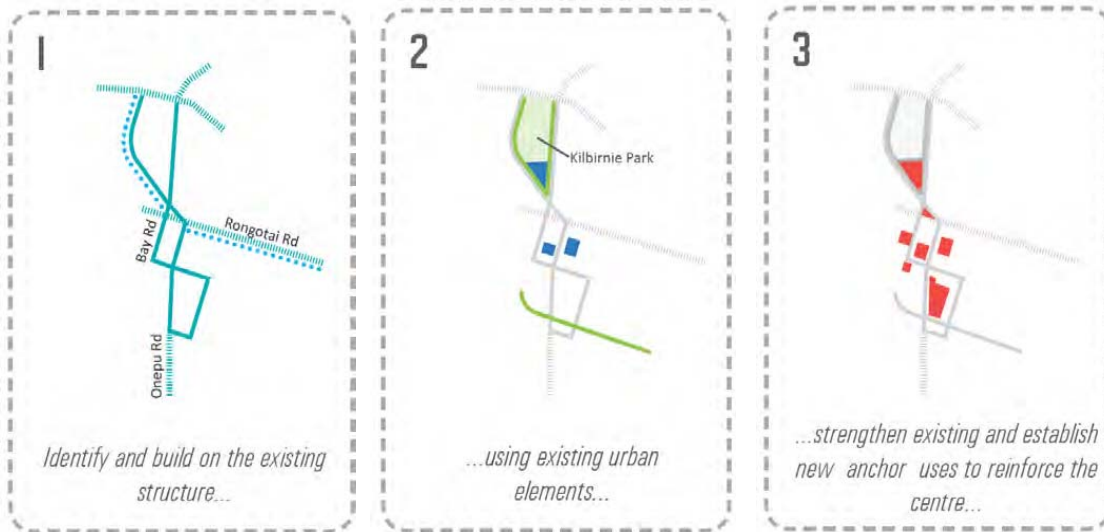 1
Bay Rd
Rongotai Rd
Onepu Rd
Identify and build on the existing
structure...
2
Kilbirnie Park
...using existing urban
elements...
3
...strengthen existing and establish
new anchor uses to reinforce the
centre...